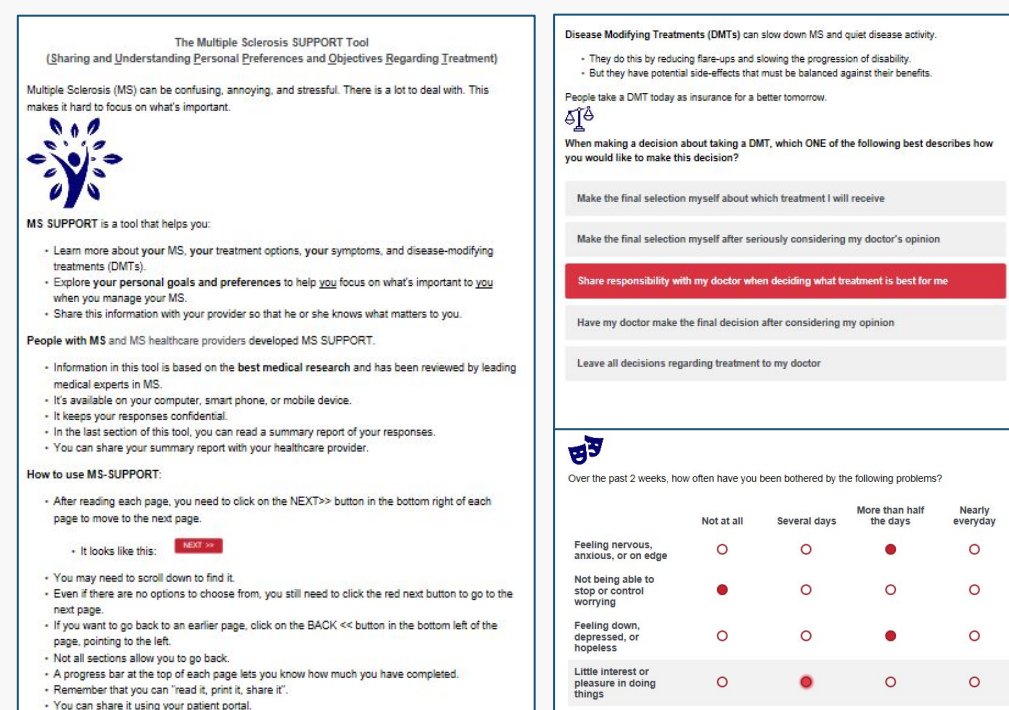 The Multiple Sclerosis SUPPORT Tool
(Sharing and Understanding Personal Preferences and Objectives Regarding Treatment)
Multiple Sclerosis (MS) can be confusing, annoying, and stressful. There is a lot to deal with. This
makes it hard to focus on what's important.
MS SUPPORT is a tool that helps you:
• Learn more about your MS, your treatment options, your symptoms, and disease-modifying
treatments (DMTs).
• Explore your personal goals and preferences to help you focus on what's important to you
when you manage your MS.
• Share this information with your provider so that he or she knows what matters to you.
People with MS and MS healthcare providers developed MS SUPPORT.
• Information in this tool is based on the best medical research and has been reviewed by leading
medical experts in MS.
• It's available on your computer, smart phone, or mobile device.
• It keeps your responses confidential.
• In the last section of this tool, you can read a summary report of your responses.
• You can share your summary report with your healthcare provider.
How to use MS-SUPPORT:
• After reading each page, you need to click on the NEXT>> button in the bottom right of each
page to move to the next page.
• It looks like this: NEXT >>
• You may need to scroll down to find it.
• Even if there are no options to choose from, you still need to click the red next button to go to the
next page.
• If you want to go back to an earlier page, click on the BACK << button in the bottom left of the
page, pointing to the left.
• Not all sections allow you to go back.
• A progress bar at the top of each page lets you know how much you have completed.
• Remember that you can "read it, print it, share it".
• You can share it using your patient portal.
Disease Modifying Treatments (DMTs) can slow down MS and quiet disease activity.
• They do this by reducing flare-ups and slowing the progression of disability.
• But they have potential side-effects that must be balanced against their benefits.
People take a DMT today as insurance for a better tomorrow.
When making a decision about taking a DMT, which ONE of the following best describes how
you would like to make this decision?
Make the final selection myself about which treatment I will receive
Make the final selection myself after seriously considering my doctor's opinion
Share responsibility with my doctor when deciding what treatment is best for me
Have my doctor make the final decision after considering my opinion
Leave all decisions regarding treatment to my doctor
Over the past 2 weeks, how often have you been bothered by the following problems?
Not at all Several days More than half the days Nearly everyday
Feeling nervous,
anxious, or on edge
Not being able to
stop or control
worrying
Feeling down,
depressed, or
hopeless
Little interest or
pleasure in doing
things